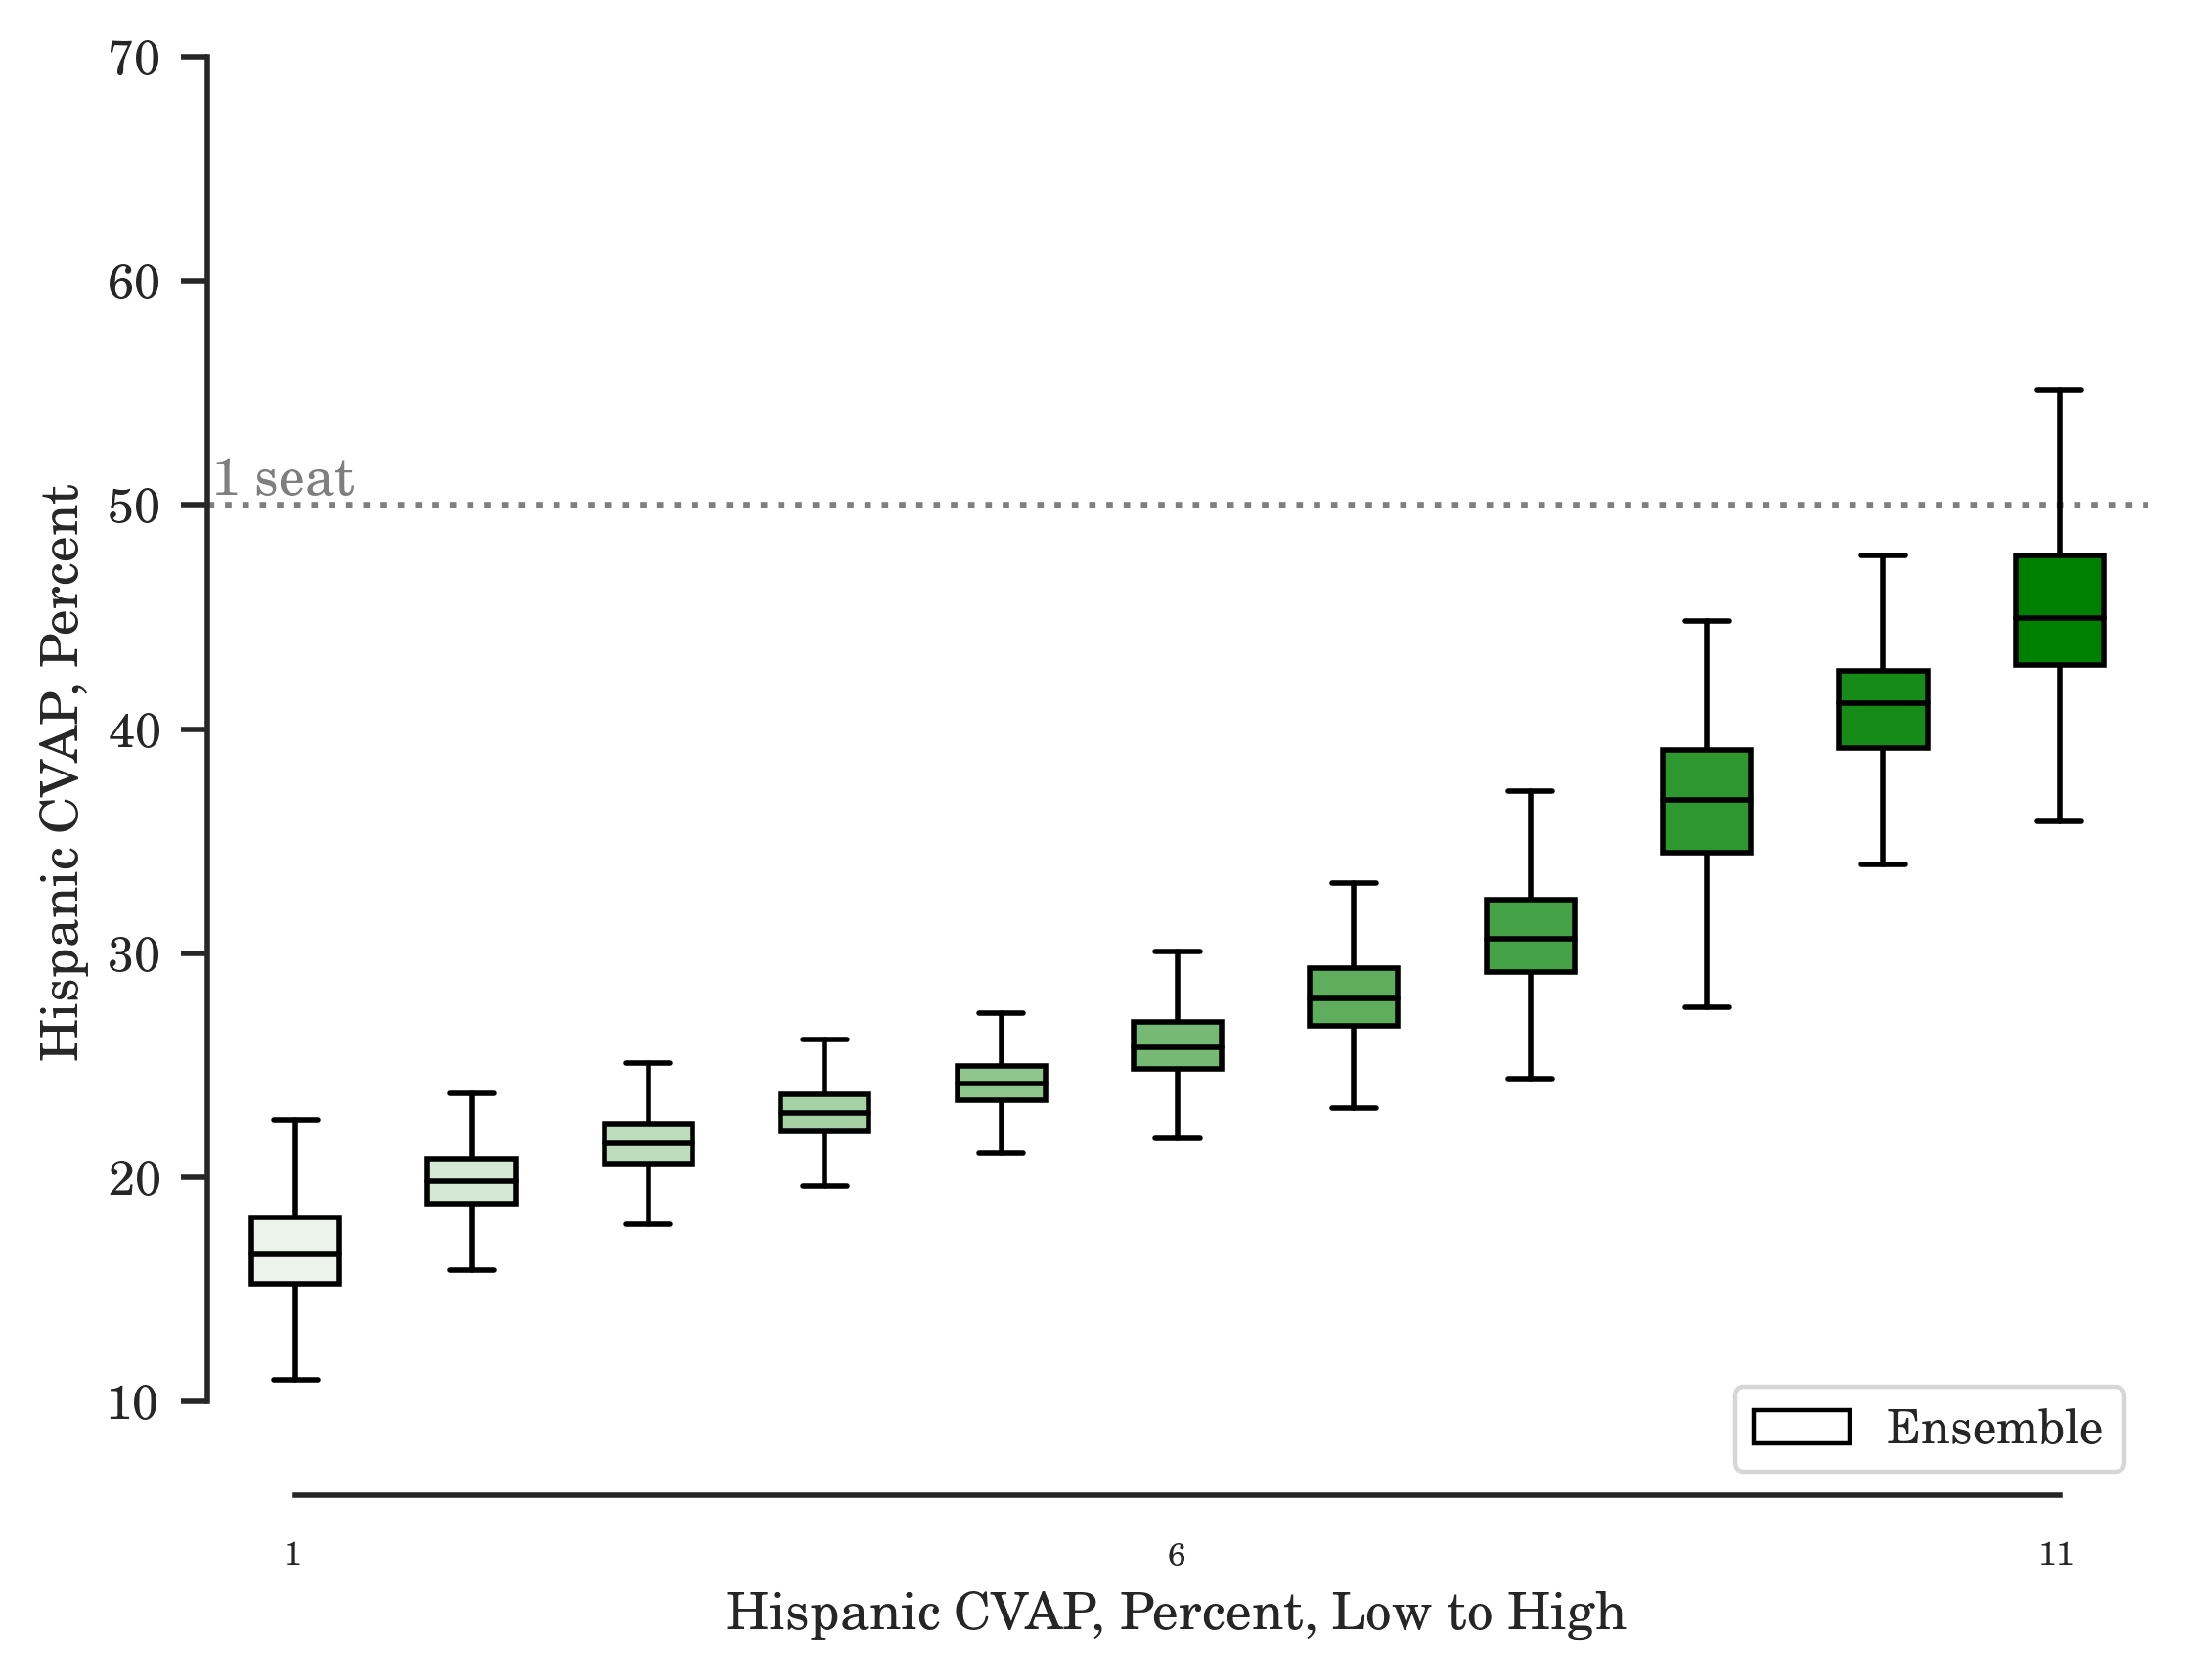 70
60
1 seat
50
40
30
20
10
Hispanic CVAP, Percent
Ensemble
1 6 11
Hispanic CVAP, Percent, Low to High